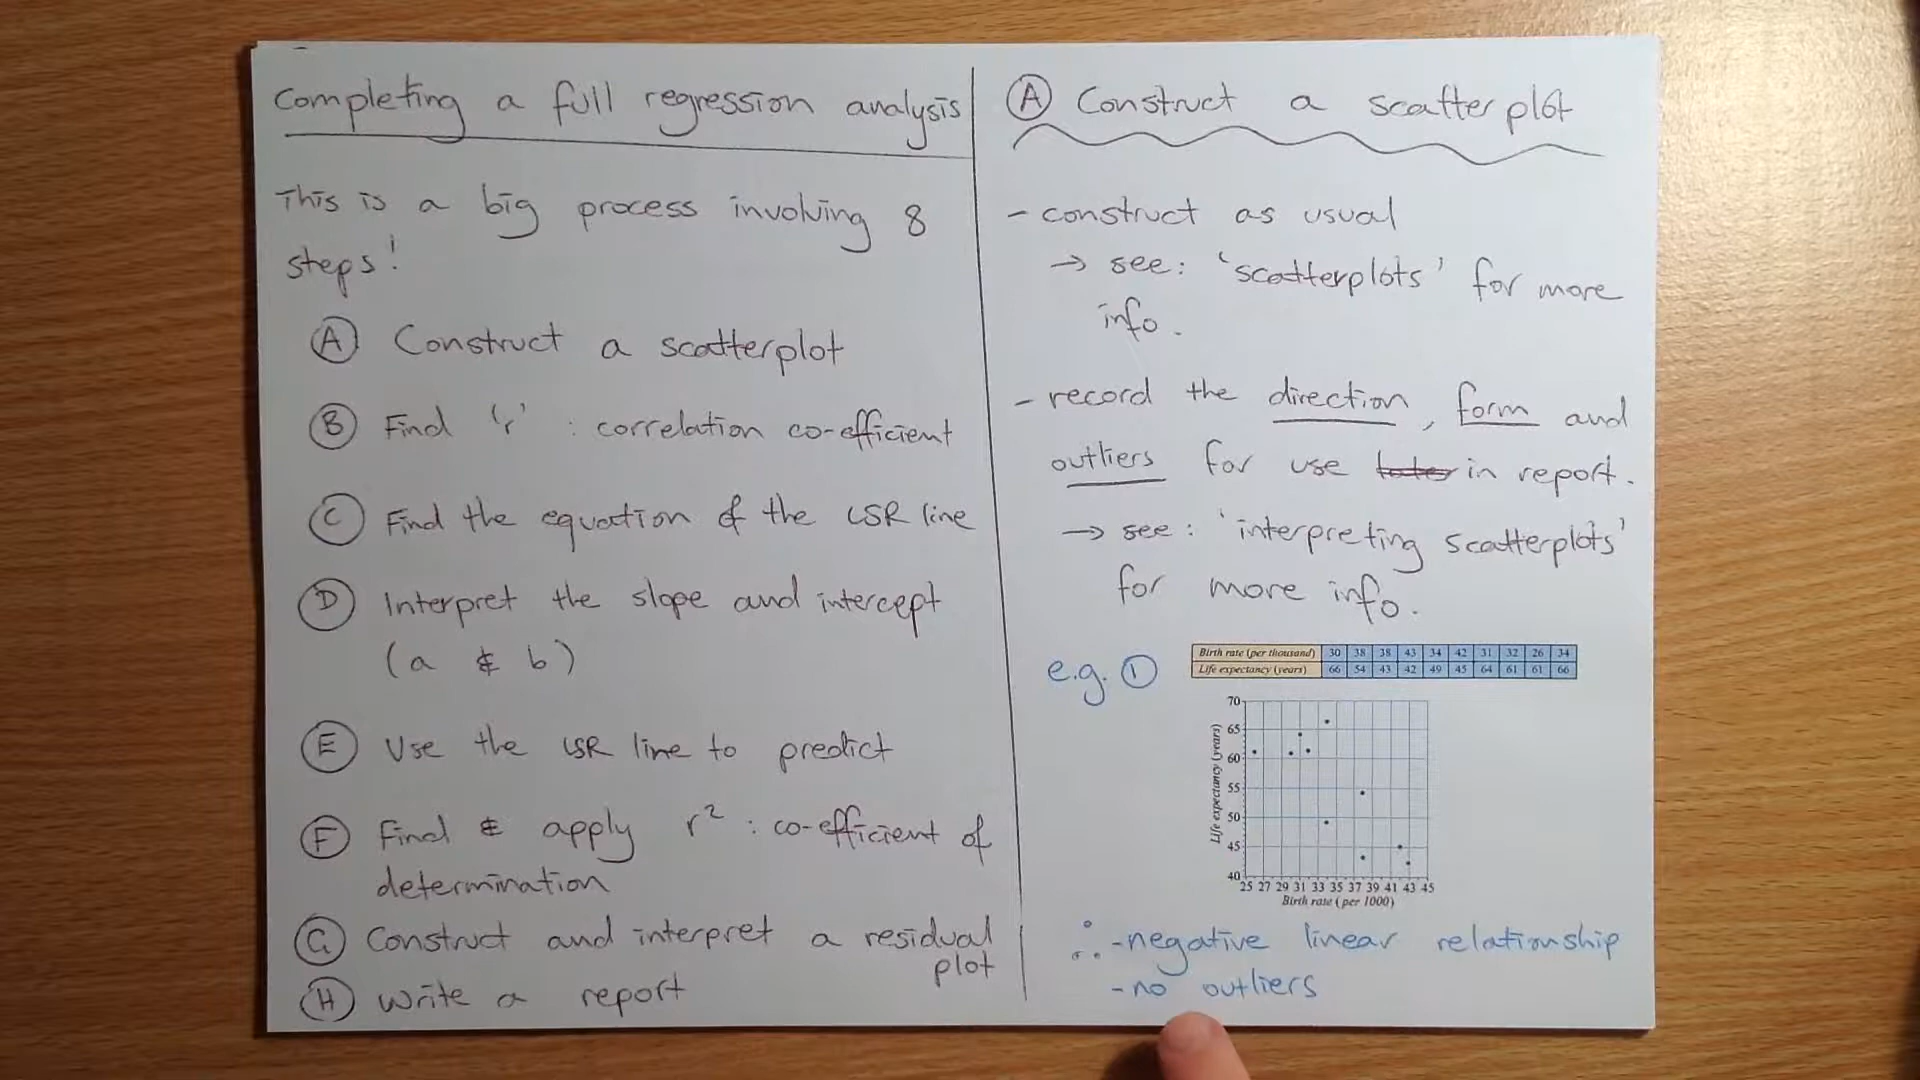 Completing a full regression analysis
This is a big process involving 8
steps!
A Construct a scatterplot
B Find 'r' : correlation co-efficient
C Find the equation of the LSR line
D Interpret the slope and intercept
(a & b)
E Use the LSR line to predict
F Find & apply r² : co-efficient of
determination
G Construct and interpret a residual
plot
H Write a report
A Construct a scatterplot
- construct as usual
→ see: 'scatterplots' for more
info.
- record the direction, form and
outliers for use later in report.
→ see: 'interpreting scatterplots'
for more info.
e.g. 1
Birth rate (per thousand) 30 38 38 43 34 42 31 32 26 34
Life expectancy (years) 66 54 43 42 49 45 64 61 61 66
Life expectancy (years)
70
65
60
55
50
45
40
25 27 29 31 33 35 37 39 41 43 45
Birth rate (per 1000)
∴ - negative linear relationship
- no outliers